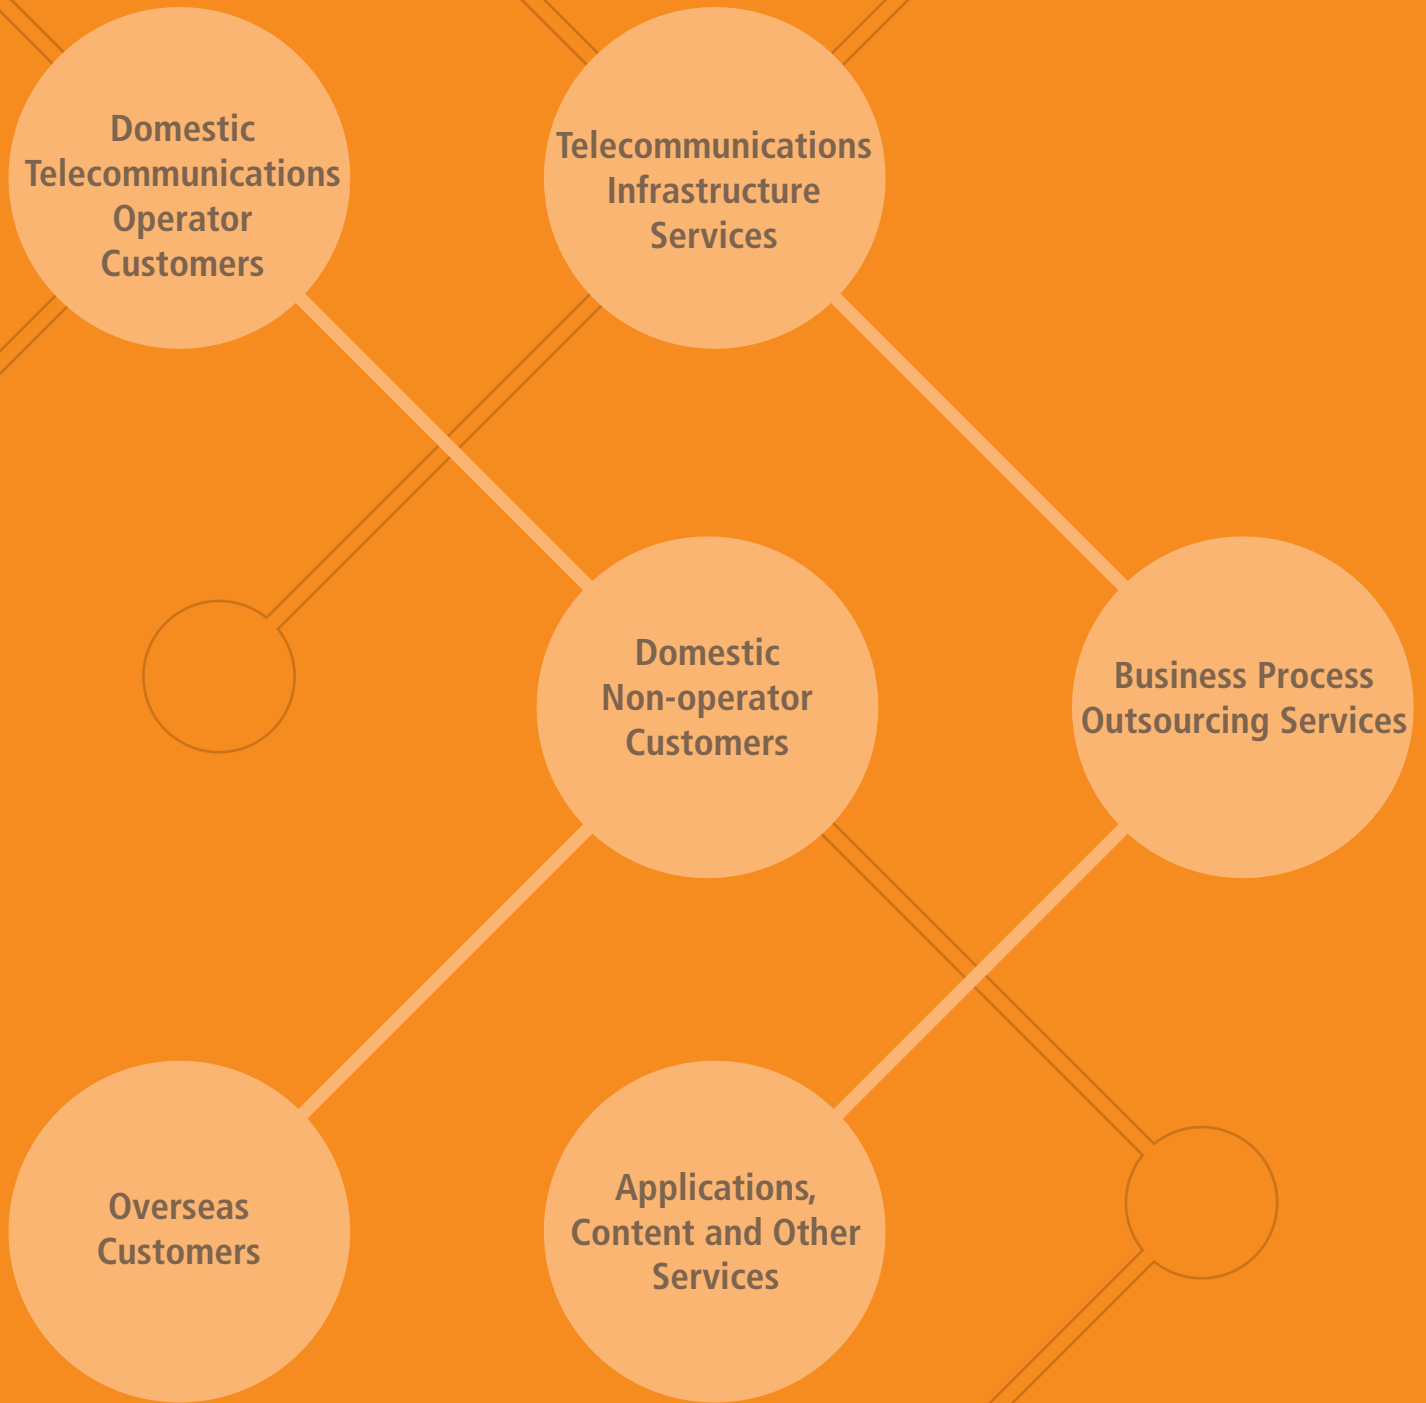 Domestic
Telecommunications
Operator
Customers
Telecommunications
Infrastructure
Services
Domestic
Non-operator
Customers
Business Process
Outsourcing Services
Overseas
Customers
Applications,
Content and Other
Services